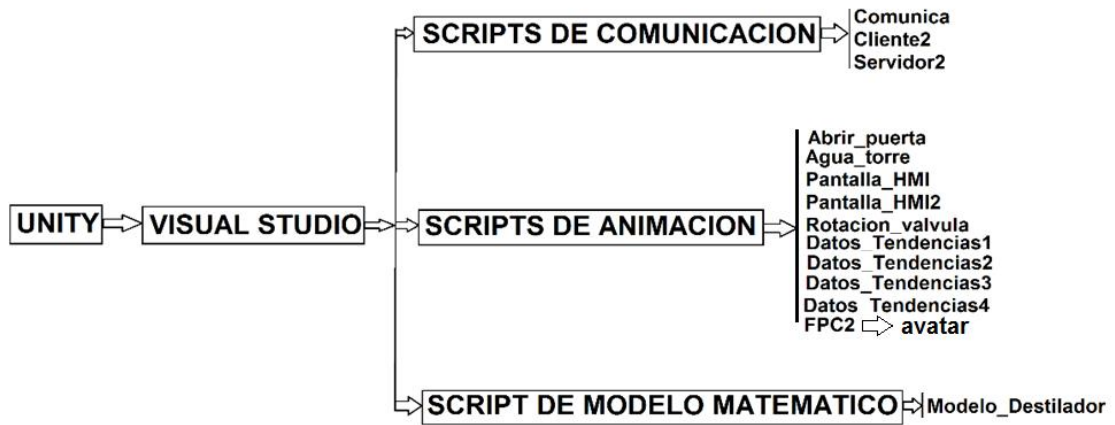 UNITY
VISUAL STUDIO
SCRIPTS DE COMUNICACION
Comunica
Cliente2
Servidor2
SCRIPTS DE ANIMACION
Abrir_puerta
Agua_torre
Pantalla_HMI
Pantalla_HMI2
Rotacion_valvula
Datos_Tendencias1
Datos_Tendencias2
Datos_Tendencias3
Datos_Tendencias4
FPC2 avatar
SCRIPT DE MODELO MATEMATICO
Modelo_Destilador